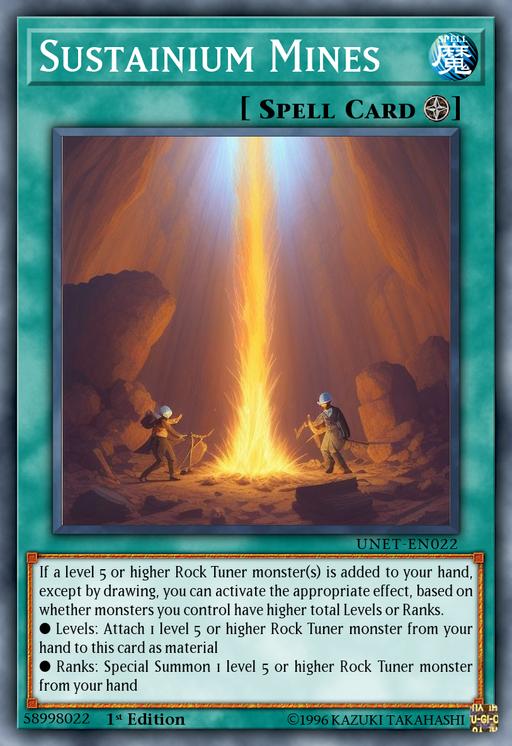 SUSTAINIUM MINES
SPELL
魔
[ SPELL CARD ]
UNET-EN022
If a level 5 or higher Rock Tuner monster(s) is added to your hand,
except by drawing, you can activate the appropriate effect, based on
whether monsters you control have higher total Levels or Ranks.
● Levels: Attach 1 level 5 or higher Rock Tuner monster from your
hand to this card as material
● Ranks: Special Summon 1 level 5 or higher Rock Tuner monster
from your hand
58998022 1st Edition ©1996 KAZUKI TAKAHASHI